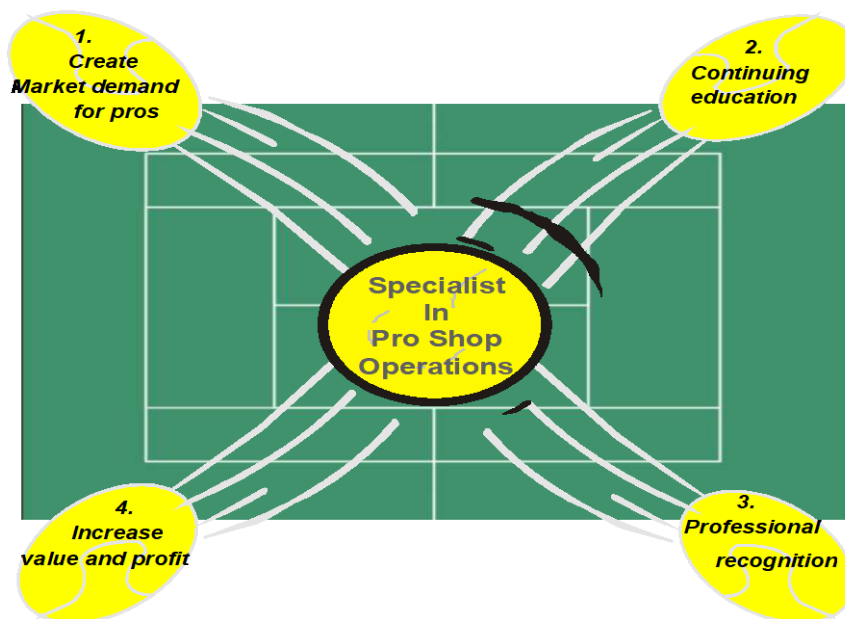 1.
Create
Market demand
for pros
2.
Continuing
education
Specialist
In
Pro Shop
Operations
3.
Professional
recognition
4.
Increase
value and profit